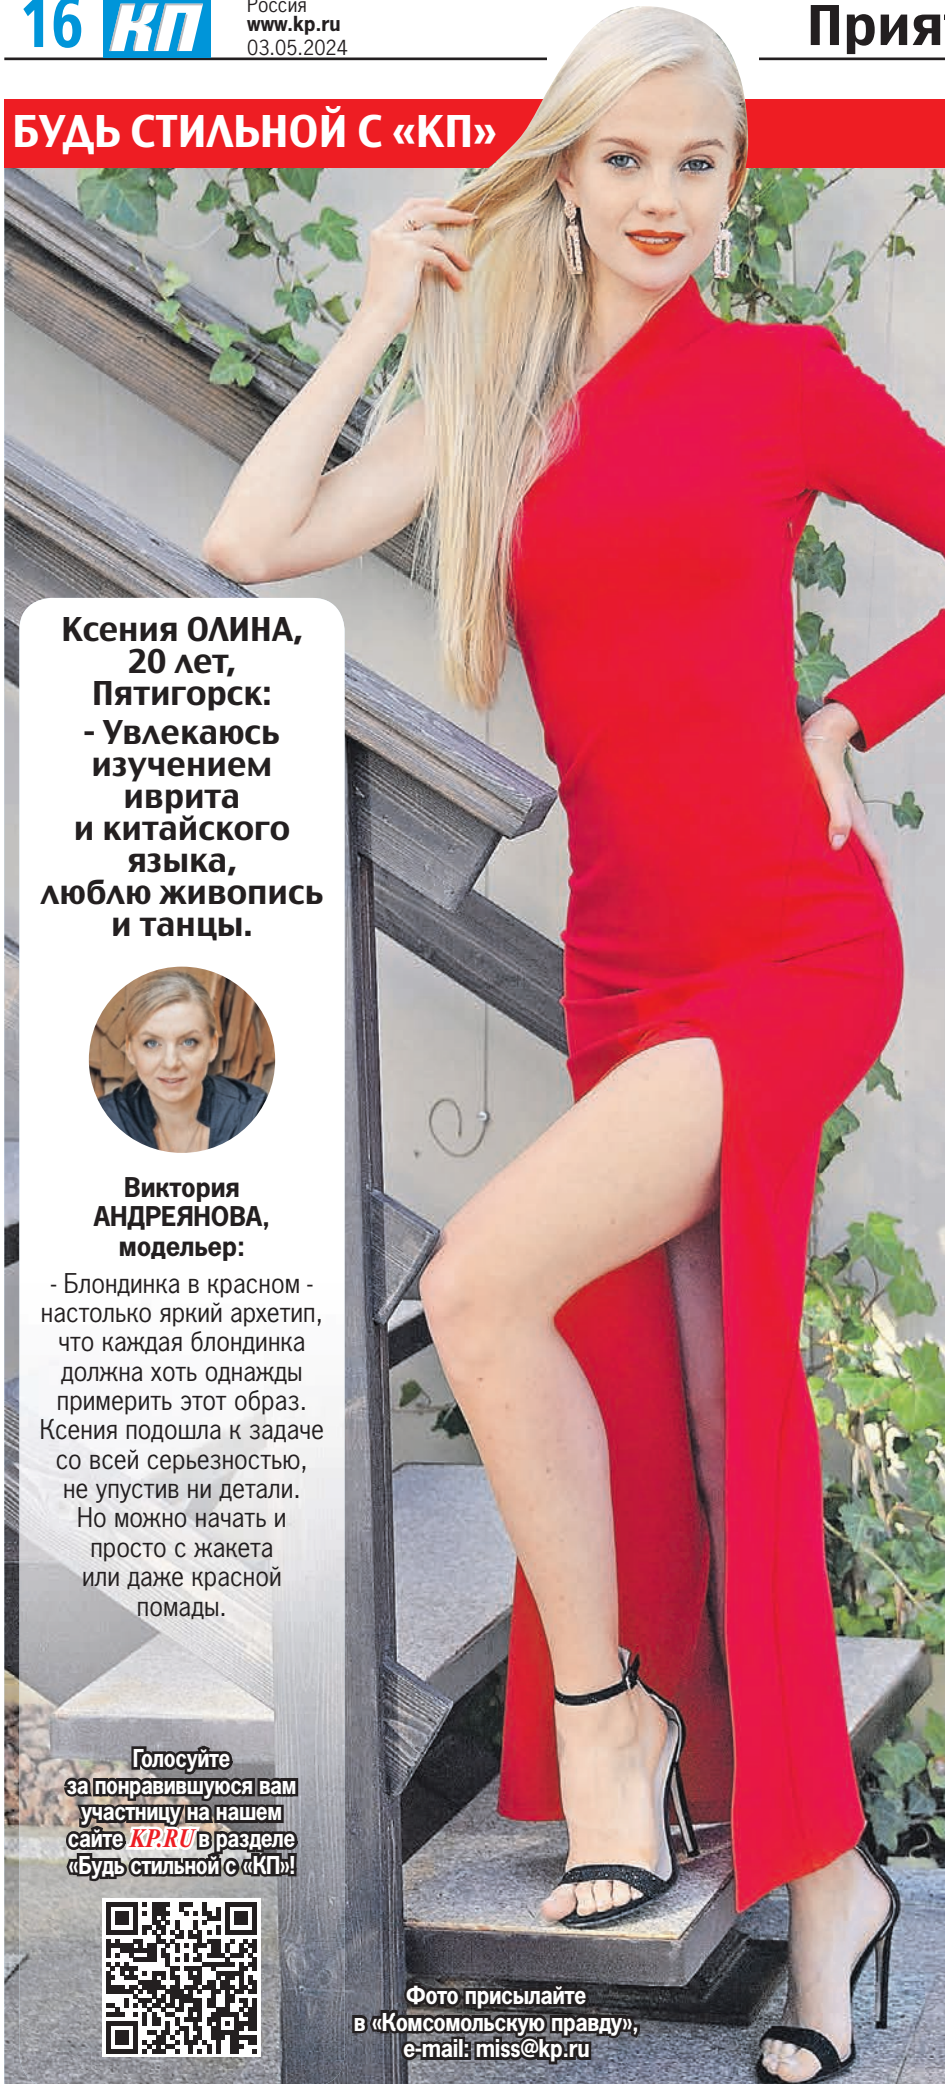 16
КП
Россия
www.kp.ru
03.05.2024
БУДЬ СТИЛЬНОЙ С «КП»
Ксения ОЛИНА,
20 лет,
Пятигорск:
- Увлекаюсь
изучением
иврита
и китайского
языка,
люблю живопись
и танцы.
Виктория
АНДРЕЯНОВА,
модельер:
- Блондинка в красном -
настолько яркий архетип,
что каждая блондинка
должна хоть однажды
примерить этот образ.
Ксения подошла к задаче
со всей серьезностью,
не упустив ни детали.
Но можно начать и
просто с жакета
или даже красной
помады.
Голосуйте
за понравившуюся вам
участницу на нашем
сайте KP.RU в разделе
«Будь стильной с «КП»!
Фото присылайте
в «Комсомольскую правду»,
e-mail: miss@kp.ru